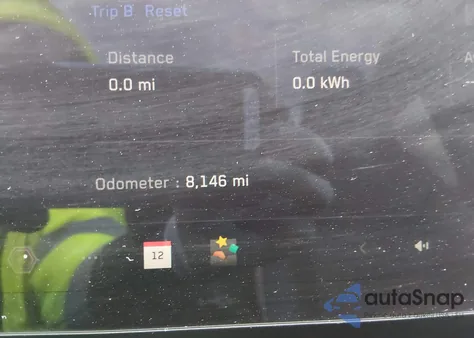 Trip B Reset
Distance
Total Energy
0.0 mi
0.0 kWh
Odometer : 8,146 mi
12
autoSnap